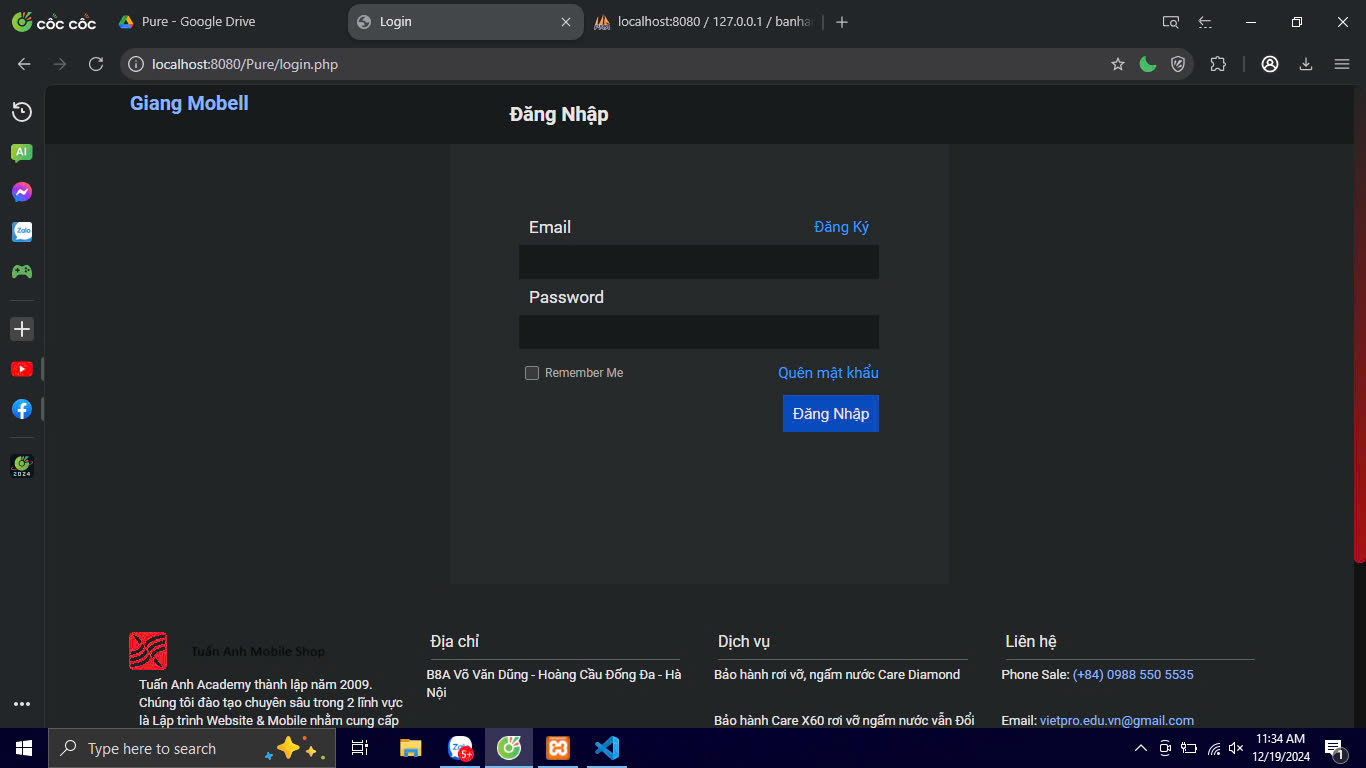 cốc cốc
Pure - Google Drive
Login
localhost:8080 / 127.0.0.1 / banha
localhost:8080/Pure/login.php
Giang Mobell
Đăng Nhập
AI
Zalo
2024
Email
Đăng Ký
Password
Remember Me
Quên mật khẩu
Đăng Nhập
Tuấn Anh Mobile Shop
Tuấn Anh Academy thành lập năm 2009.
Chúng tôi đào tạo chuyên sâu trong 2 lĩnh vực
là Lập trình Website & Mobile nhằm cung cấp
Địa chỉ
B8A Võ Văn Dũng - Hoàng Cầu Đống Đa - Hà
Nội
Dịch vụ
Bảo hành rơi vỡ, ngấm nước Care Diamond
Bảo hành Care X60 rơi vỡ ngấm nước vẫn Đổi
Liên hệ
Phone Sale: (+84) 0988 550 5535
Email: vietpro.edu.vn@gmail.com
Type here to search
Zalo
5+
11:34 AM
12/19/2024
1